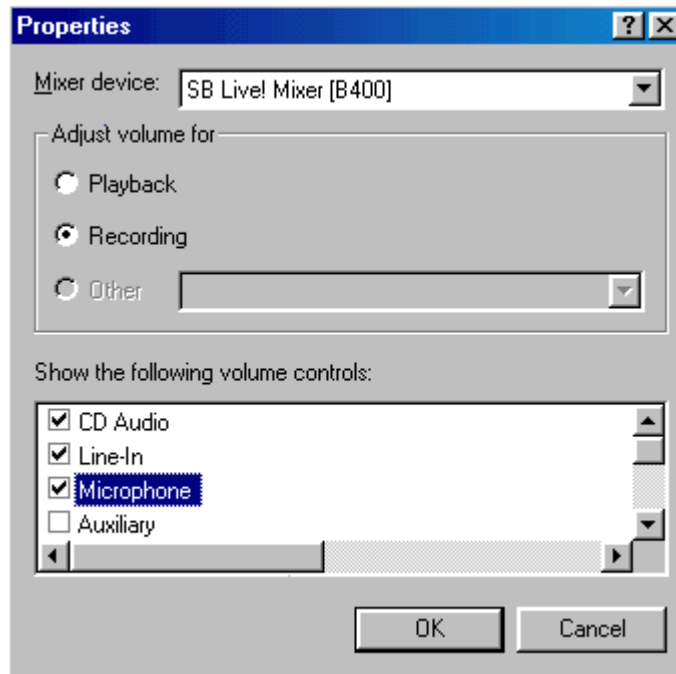 Properties
Mixer device: SB Live! Mixer [B400]
Adjust volume for
Playback
Recording
Other
Show the following volume controls:
CD Audio
Line-In
Microphone
Auxiliary
OK Cancel